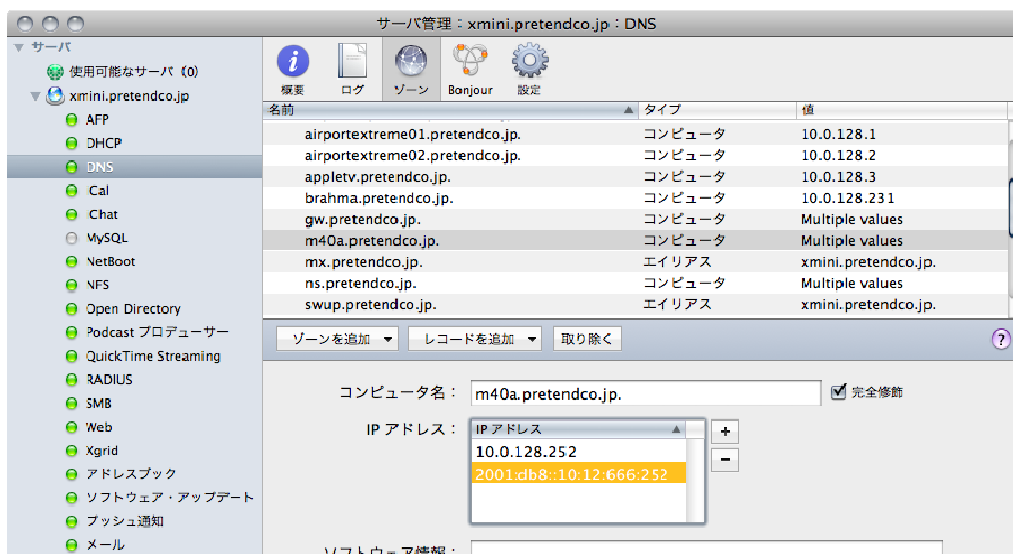 サーバ管理：xmini.pretendco.jp：DNS
サーバ
使用可能なサーバ（0）
xmini.pretendco.jp
AFP
DHCP
DNS
iCal
iChat
MySQL
NetBoot
NFS
Open Directory
Podcast プロデューサー
QuickTime Streaming
RADIUS
SMB
Web
Xgrid
アドレスブック
ソフトウェア・アップデート
プッシュ通知
メール
概要 ログ ゾーン Bonjour 設定
名前 タイプ 値
airportextreme01.pretendco.jp. コンピュータ 10.0.128.1
airportextreme02.pretendco.jp. コンピュータ 10.0.128.2
appletv.pretendco.jp. コンピュータ 10.0.128.3
brahma.pretendco.jp. コンピュータ 10.0.128.231
gw.pretendco.jp. コンピュータ Multiple values
m40a.pretendco.jp. コンピュータ Multiple values
mx.pretendco.jp. エイリアス xmini.pretendco.jp.
ns.pretendco.jp. コンピュータ Multiple values
swup.pretendco.jp. エイリアス xmini.pretendco.jp.
ゾーンを追加 レコードを追加 取り除く ?
コンピュータ名： m40a.pretendco.jp. 完全修飾
IP アドレス： IP アドレス + −
10.0.128.252
2001:db8::10:12:666:252
ソフトウェア情報：